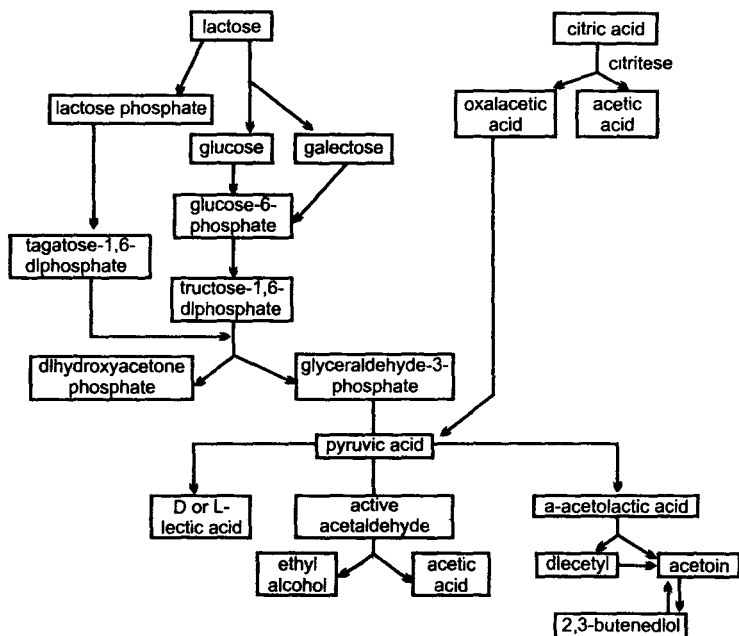 lactose
citric acid
citritese
lactose phosphate
oxalacetic
acid
acetic
acid
glucose
galectose
glucose-6-
phosphate
tagatose-1,6-
dlphosphate
tructose-1,6-
dlphosphate
dlhydroxyacetone
phosphate
glyceraldehyde-3-
phosphate
pyruvic acid
D or L-
lectic acid
active
acetaldehyde
a-acetolactic acid
ethyl
alcohol
acetic
acid
dlecetyl
acetoin
2,3-butenedlol